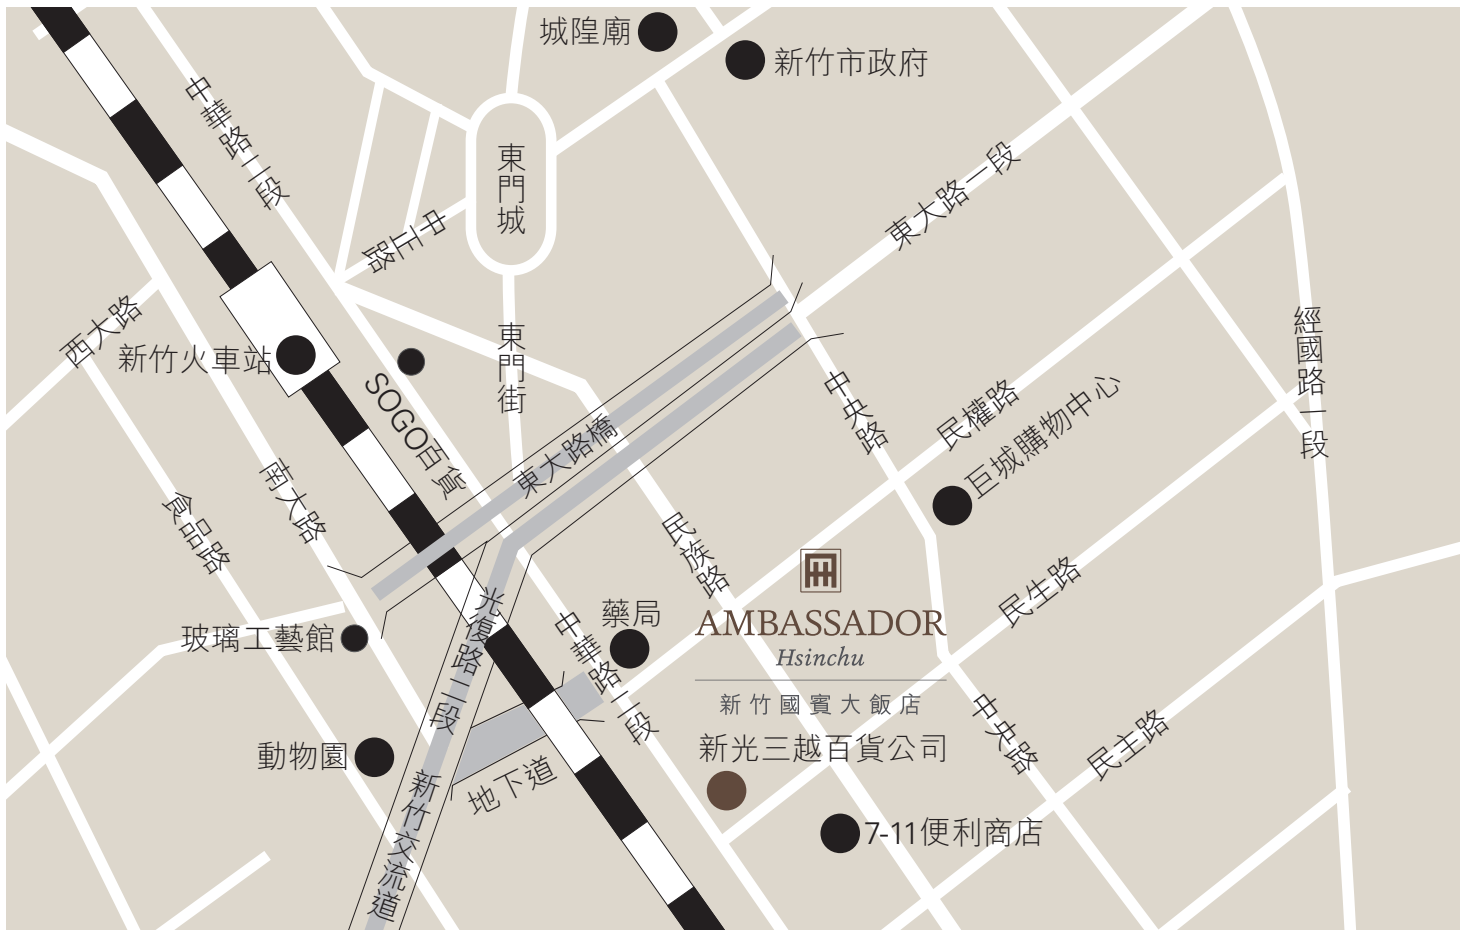 城隍廟
新竹市政府
中華路二段
東門城
中正路
東大路一段
西大路
新竹火車站
SOGO百貨
東門街
東大路橋
中央路
民權路
巨城購物中心
經國路一段
南大路
食品路
民族路
民生路
玻璃工藝館
光復路二段
藥局
中華路二段
AMBASSADOR
Hsinchu
新竹國賓大飯店
新光三越百貨公司
中央路
民主路
動物園
地下道
新竹交流道
7-11便利商店